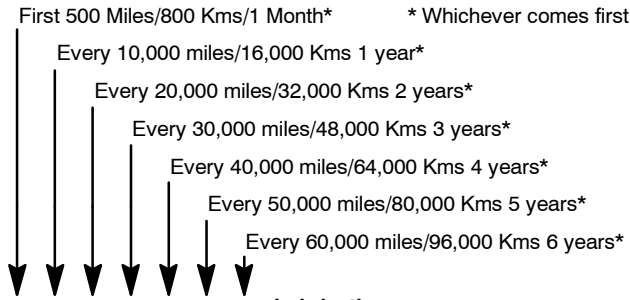 First 500 Miles/800 Kms/1 Month* * Whichever comes first
Every 10,000 miles/16,000 Kms 1 year*
Every 20,000 miles/32,000 Kms 2 years*
Every 30,000 miles/48,000 Kms 3 years*
Every 40,000 miles/64,000 Kms 4 years*
Every 50,000 miles/80,000 Kms 5 years*
Every 60,000 miles/96,000 Kms 6 years*